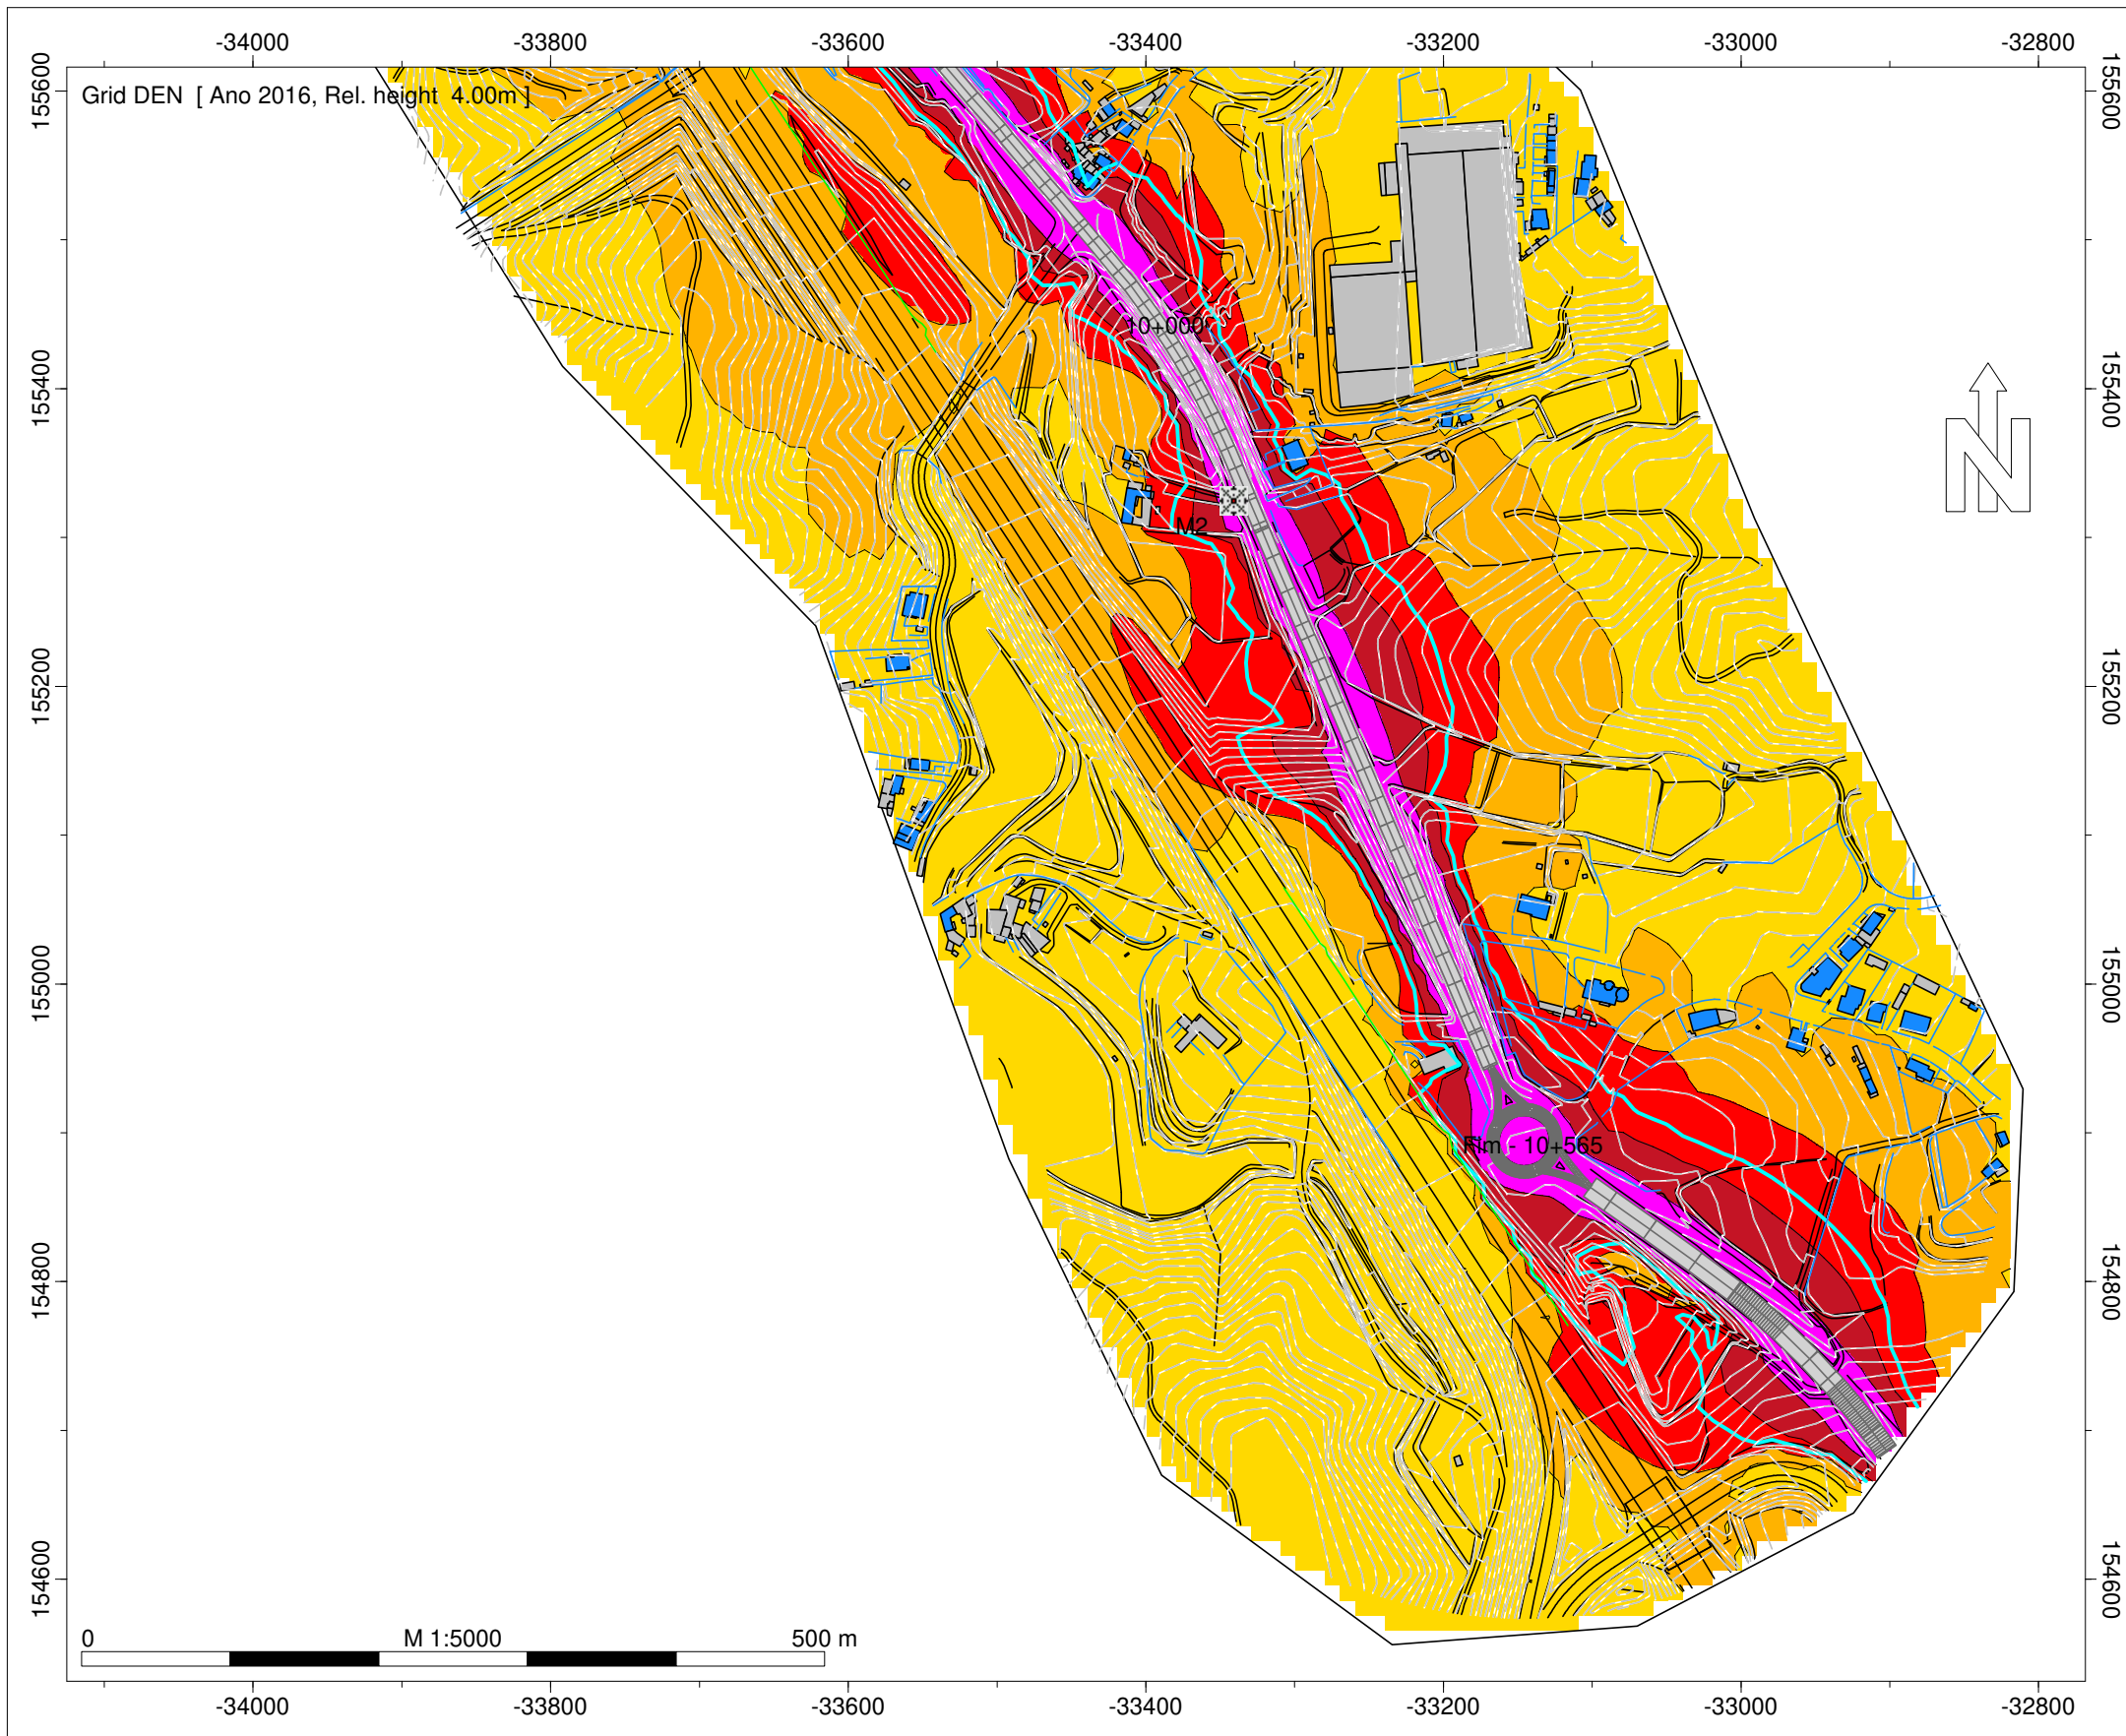 -34000 -33800 -33600 -33400 -33200 -33000 -32800
155600 155600
Grid DEN [ Ano 2016, Rel. height 4.00m ]
10+000
155400 155400
N
M2
155200 155200
155000 155000
Fim - 10+565
154800 154800
154600 154600
0 M 1:5000 500 m
-34000 -33800 -33600 -33400 -33200 -33000 -32800